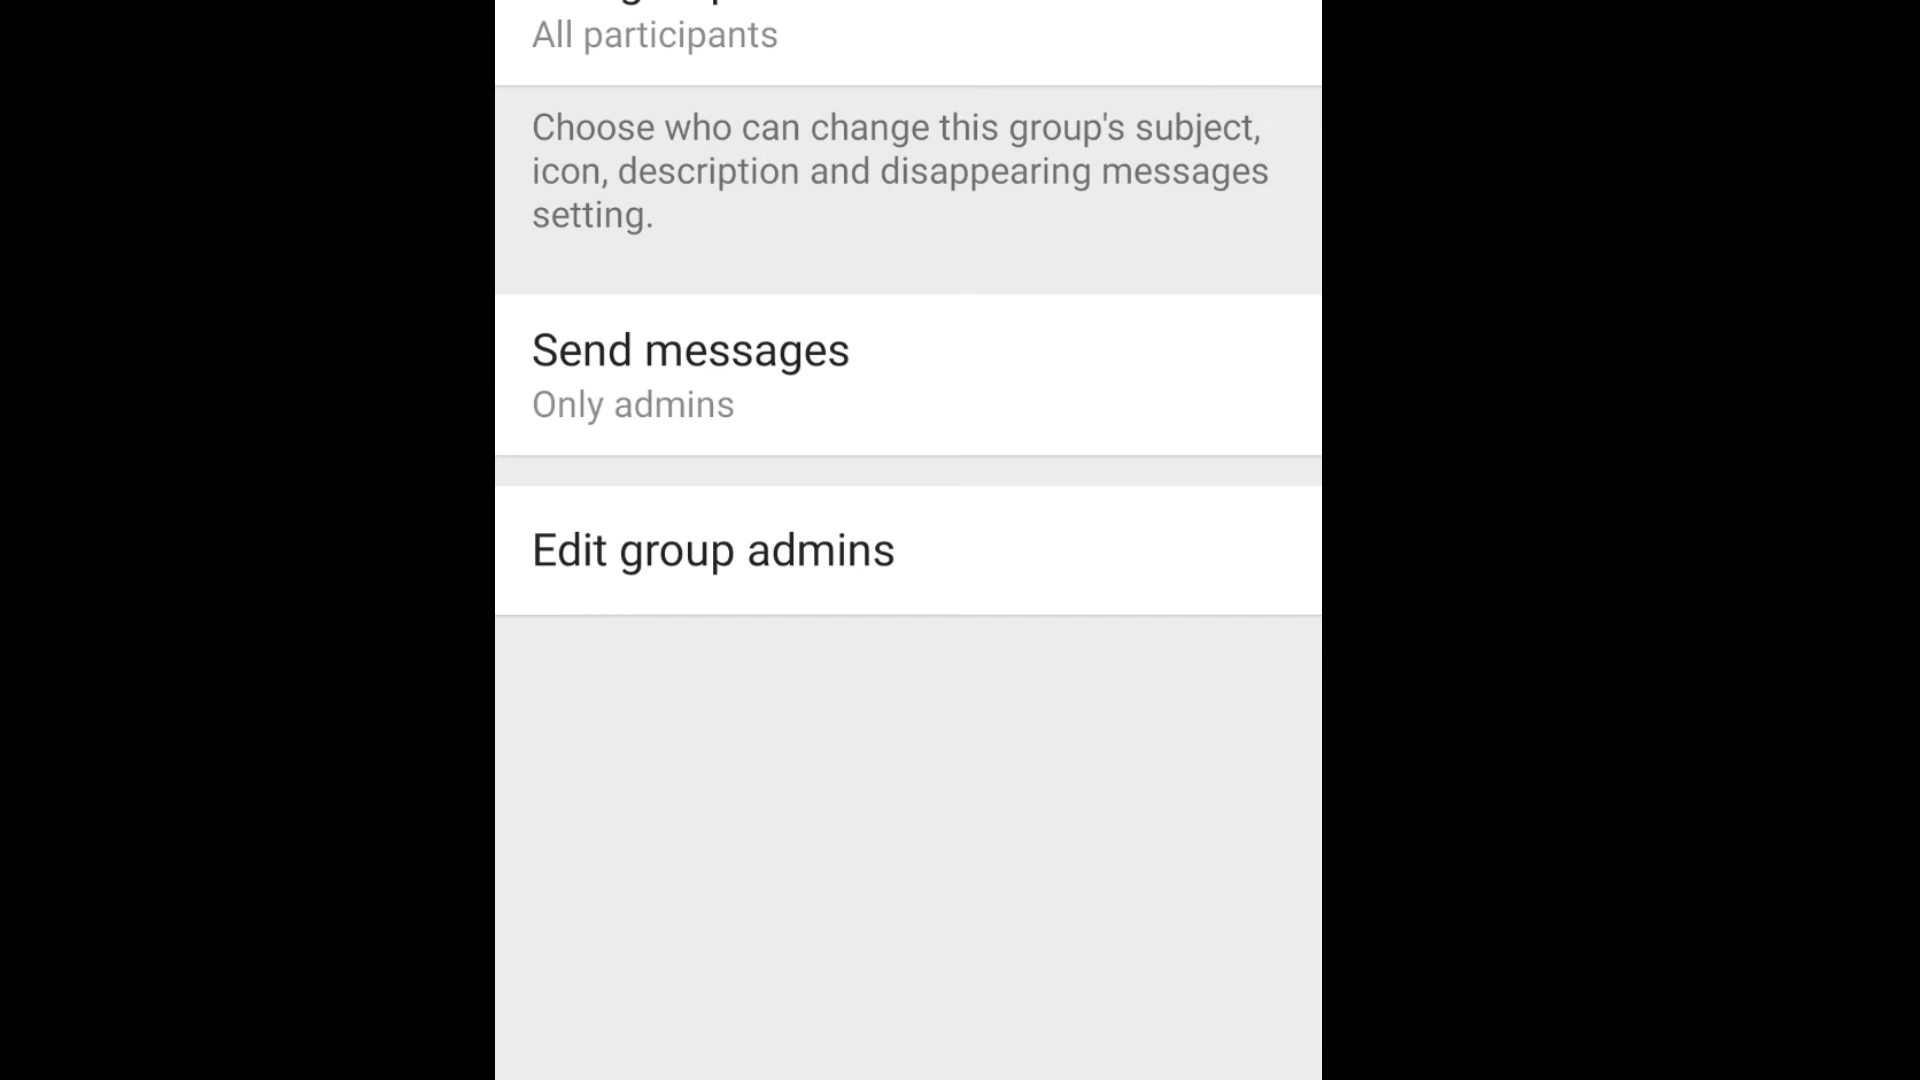 All participants
Choose who can change this group's subject,
icon, description and disappearing messages
setting.
Send messages
Only admins
Edit group admins